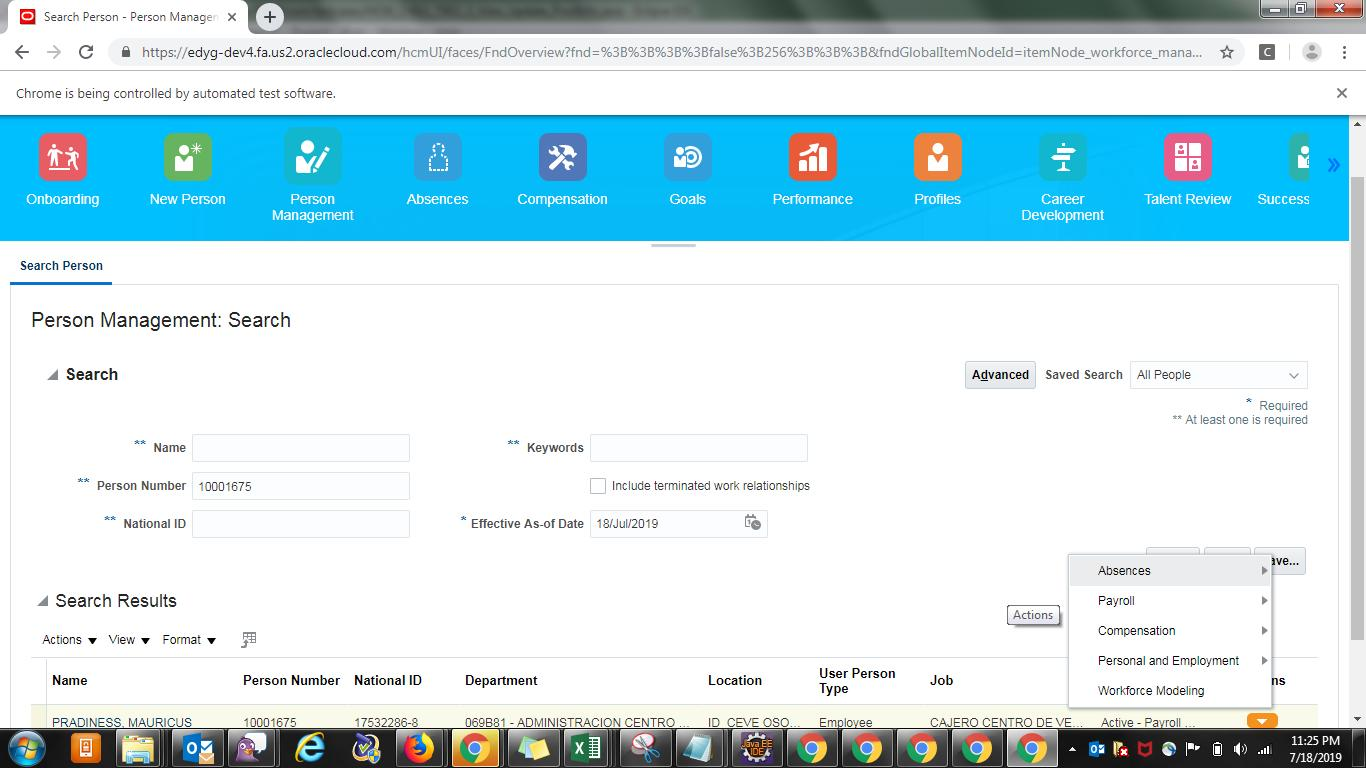 Search Person - Person Managen
https://edyg-dev4.fa.us2.oraclecloud.com/hcmUI/faces/FndOverview?fnd=%3B%3B%3B%3Bfalse%3B256%3B%3B%3B&fndGlobalItemNodeId=itemNode_workforce_mana...
Chrome is being controlled by automated test software.
Onboarding
New Person
Person Management
Absences
Compensation
Goals
Performance
Profiles
Career Development
Talent Review
Success
Search Person
Person Management: Search
Search
Advanced Saved Search All People
* Required
** At least one is required
** Name
** Keywords
** Person Number 10001675
Include terminated work relationships
** National ID
* Effective As-of Date 18/Jul/2019
ave...
Absences
Payroll
Compensation
Personal and Employment
Workforce Modeling
Search Results
Actions
Actions View Format
Name Person Number National ID Department Location User Person Type Job ns
PRADINESS, MAURICUS 10001675 17532286-8 069B81 - ADMINISTRACION CENTRO ... ID_CEVE OSO... Employee CAJERO CENTRO DE VE... Active - Payroll ...
Java EE IDE
11:25 PM
7/18/2019